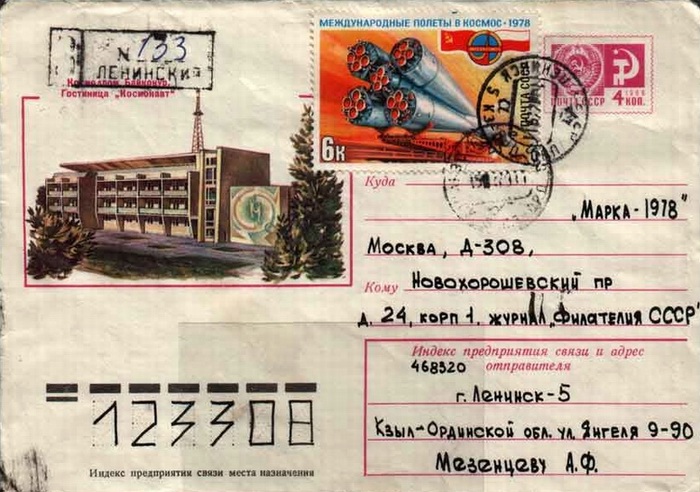 МЕЖДУНАРОДНЫЕ ПОЛЕТЫ В КОСМОС • 1978
6к
№ 133
ЛЕНИНСК
Космодром Байконур.
Гостиница "Космонавт"
1966
ПОЧТА СССР 4 КОП.
Куда
„Марка-1978"
Москва, Д-308,
Кому Новохорошевский пр
д. 24, корп 1, журнал „Филателия СССР"
Индекс предприятия связи и адрес
отправителя
468320
г. Ленинск-5
Кзыл-Ординской обл. ул. Янгеля 9-90
Мезенцеву А.Ф.
123308
Индекс предприятия связи места назначения